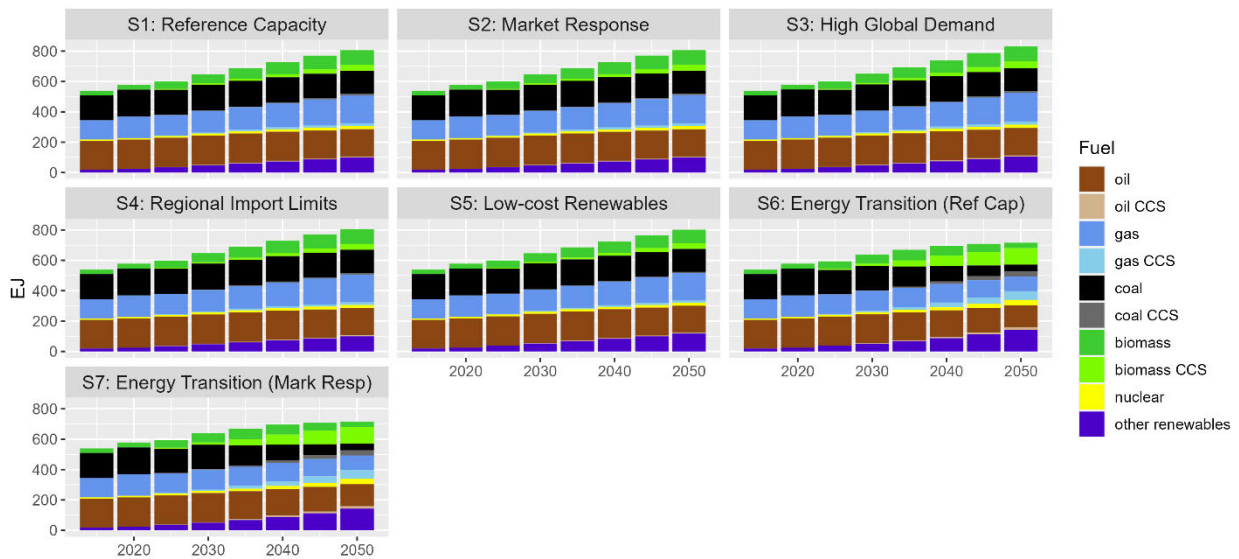 S1: Reference Capacity
S2: Market Response
S3: High Global Demand
800
600
400
200
0
S4: Regional Import Limits
S5: Low-cost Renewables
S6: Energy Transition (Ref Cap)
EJ
800
600
400
200
0
2020 2030 2040 2050
2020 2030 2040 2050
S7: Energy Transition (Mark Resp)
800
600
400
200
0
2020 2030 2040 2050
Fuel
oil
oil CCS
gas
gas CCS
coal
coal CCS
biomass
biomass CCS
nuclear
other renewables